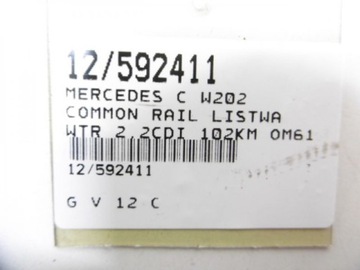 12/592411
MERCEDES C W202
COMMON RAIL LISTWA
WTR 2.2CDI 102KM OM61
12/592411
G V 12 C